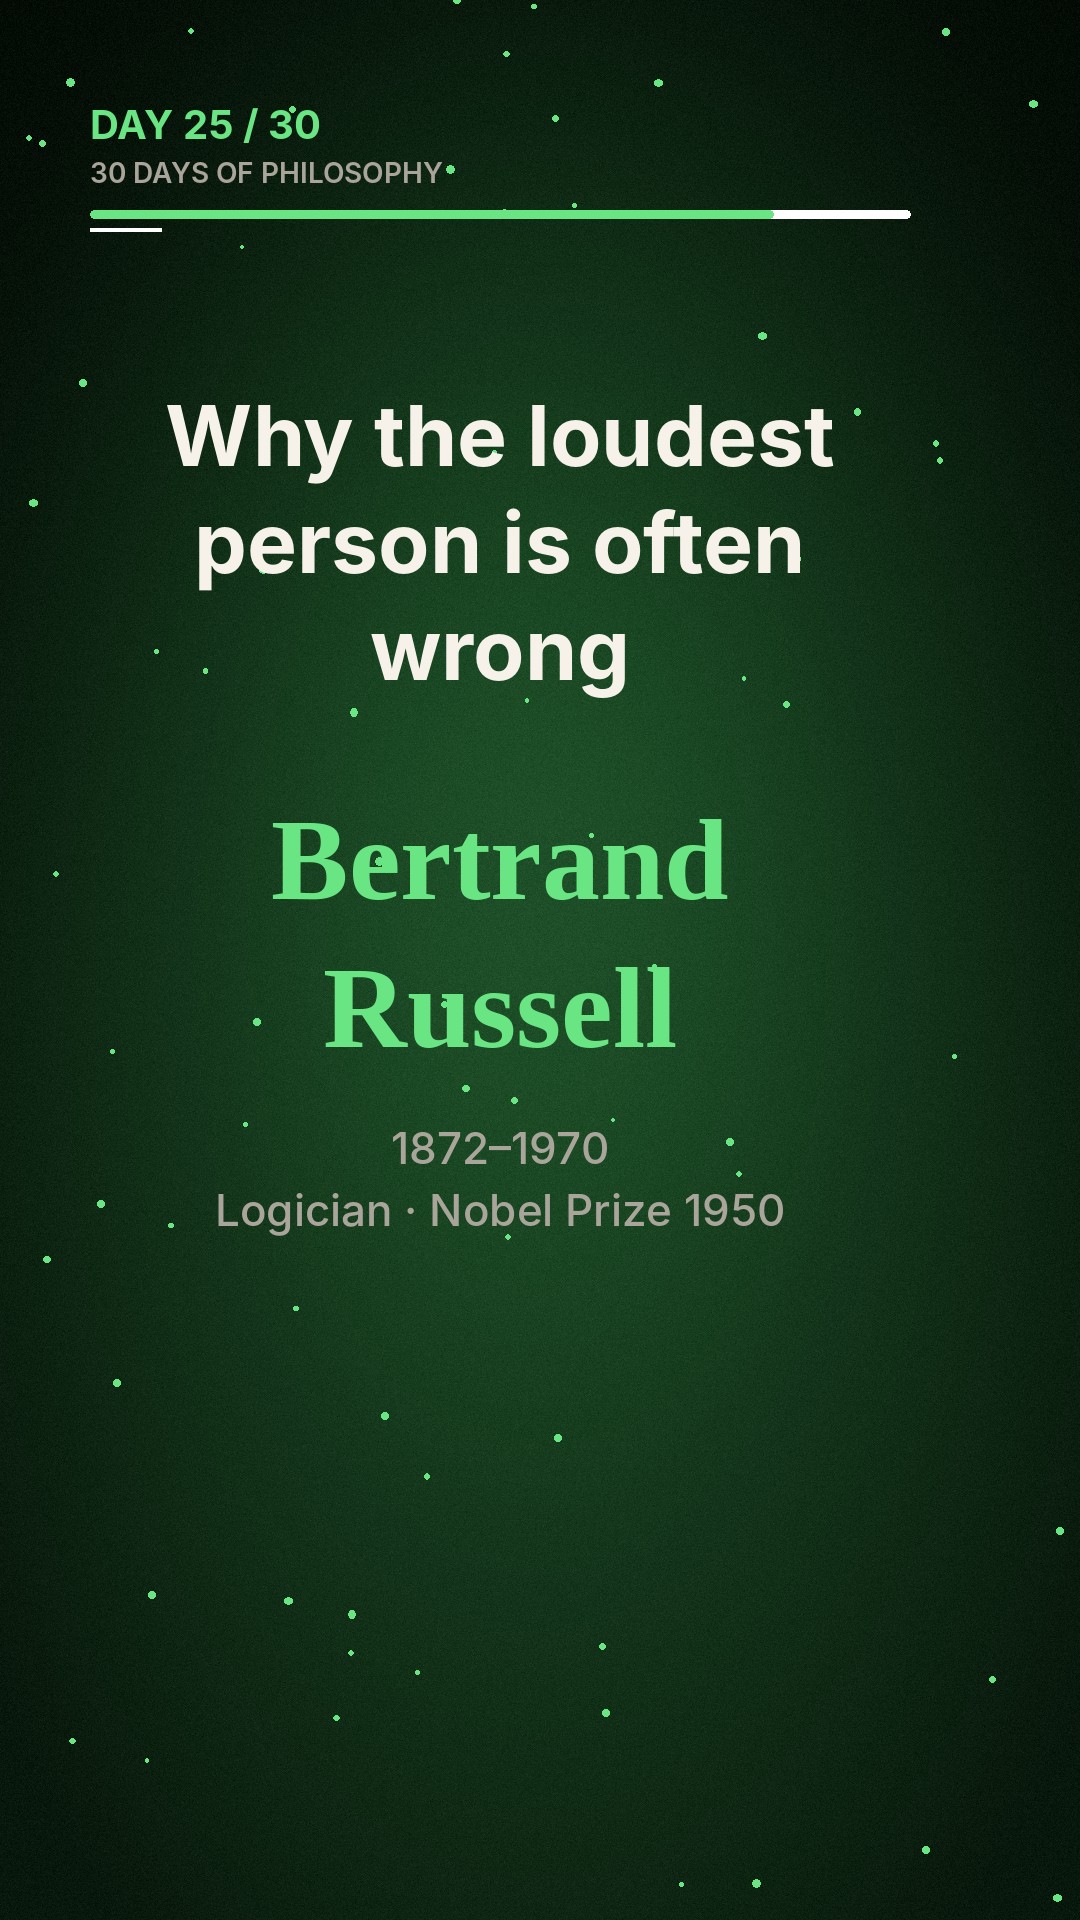 DAY 25 / 30
30 DAYS OF PHILOSOPHY
Why the loudest
person is often
wrong
Bertrand
Russell
1872–1970
Logician · Nobel Prize 1950